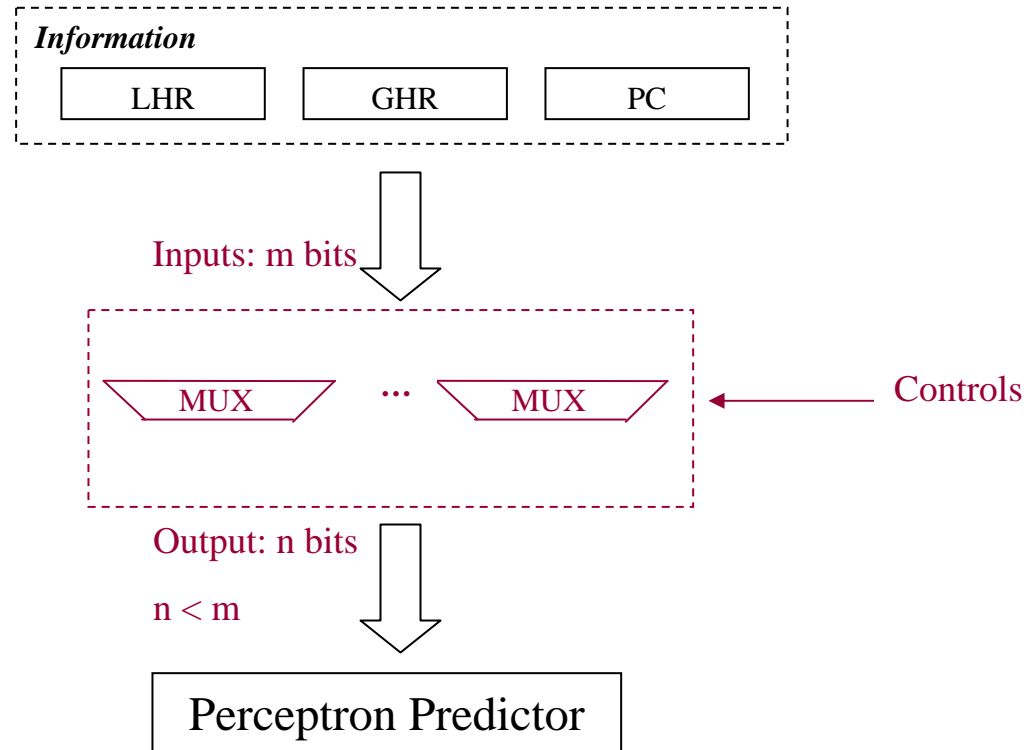 Information
LHR GHR PC
Inputs: m bits
MUX ... MUX
Controls
Output: n bits
n < m
Perceptron Predictor